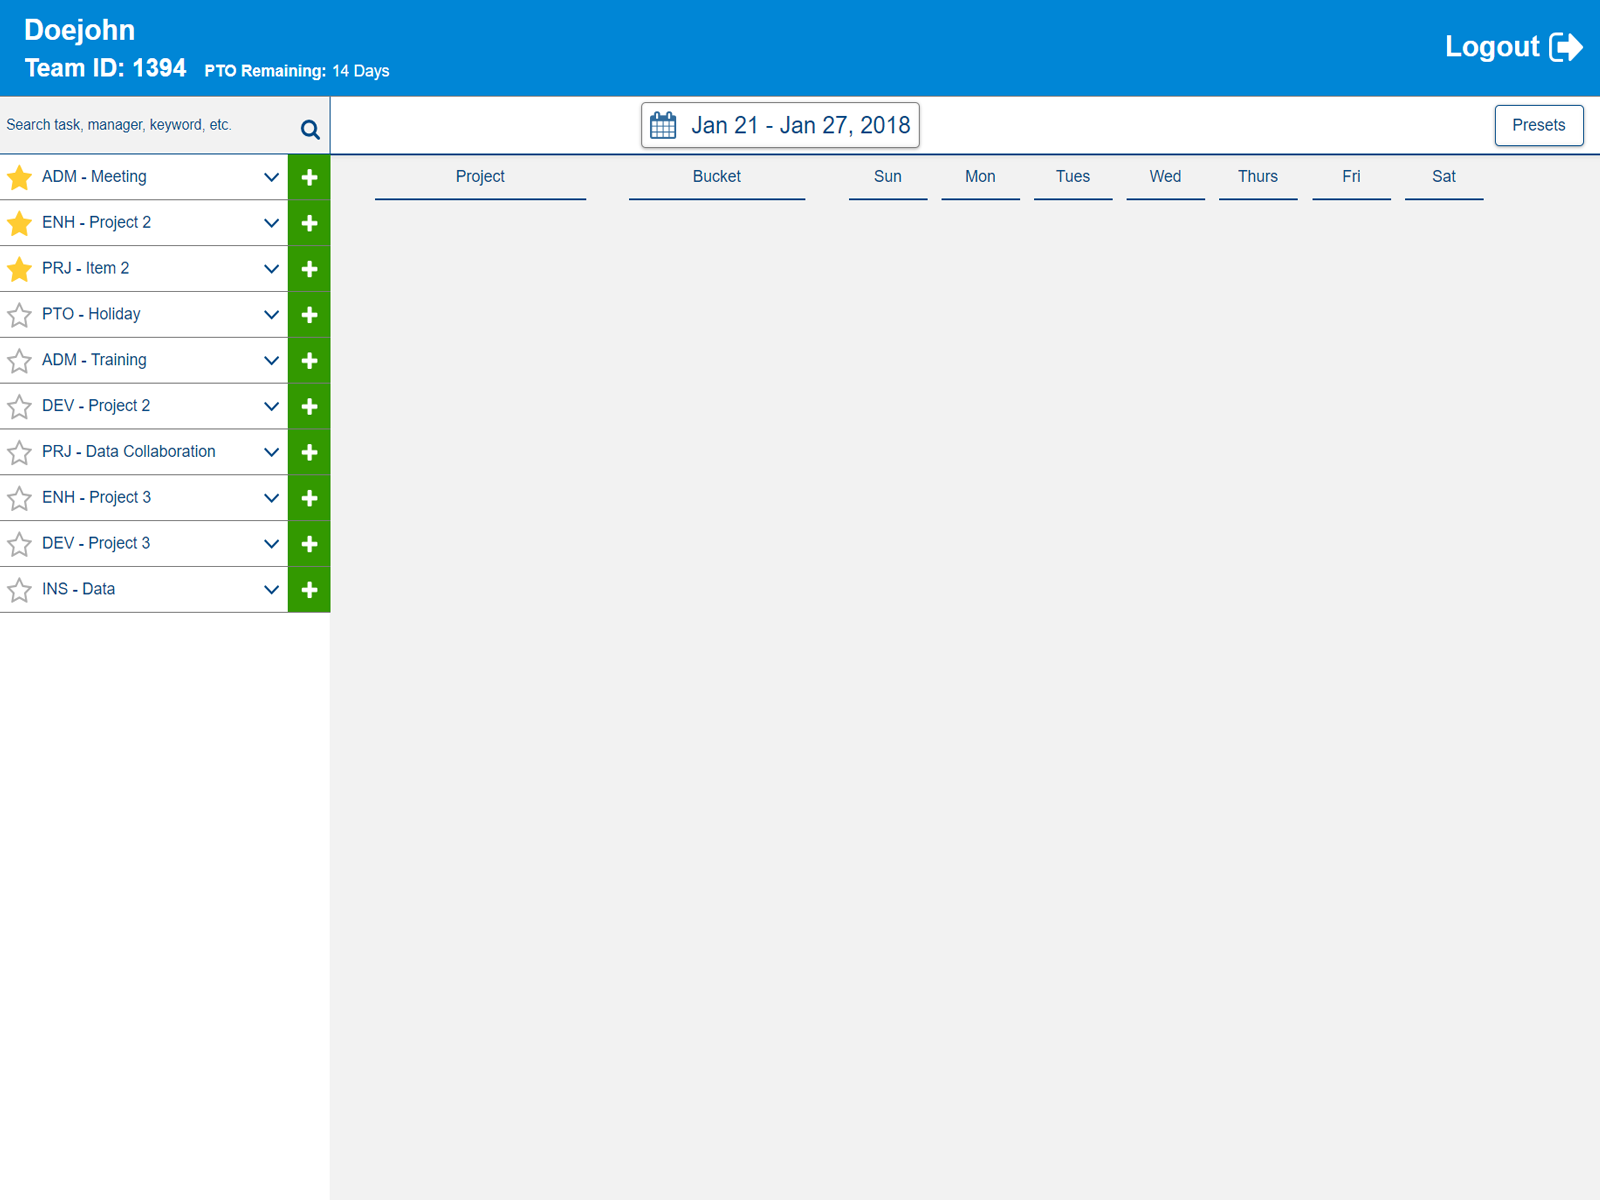 Doejohn
Team ID: 1394 PTO Remaining: 14 Days
Logout
Search task, manager, keyword, etc.
Jan 21 - Jan 27, 2018
Presets
Project Bucket Sun Mon Tues Wed Thurs Fri Sat
ADM - Meeting
ENH - Project 2
PRJ - Item 2
PTO - Holiday
ADM - Training
DEV - Project 2
PRJ - Data Collaboration
ENH - Project 3
DEV - Project 3
INS - Data